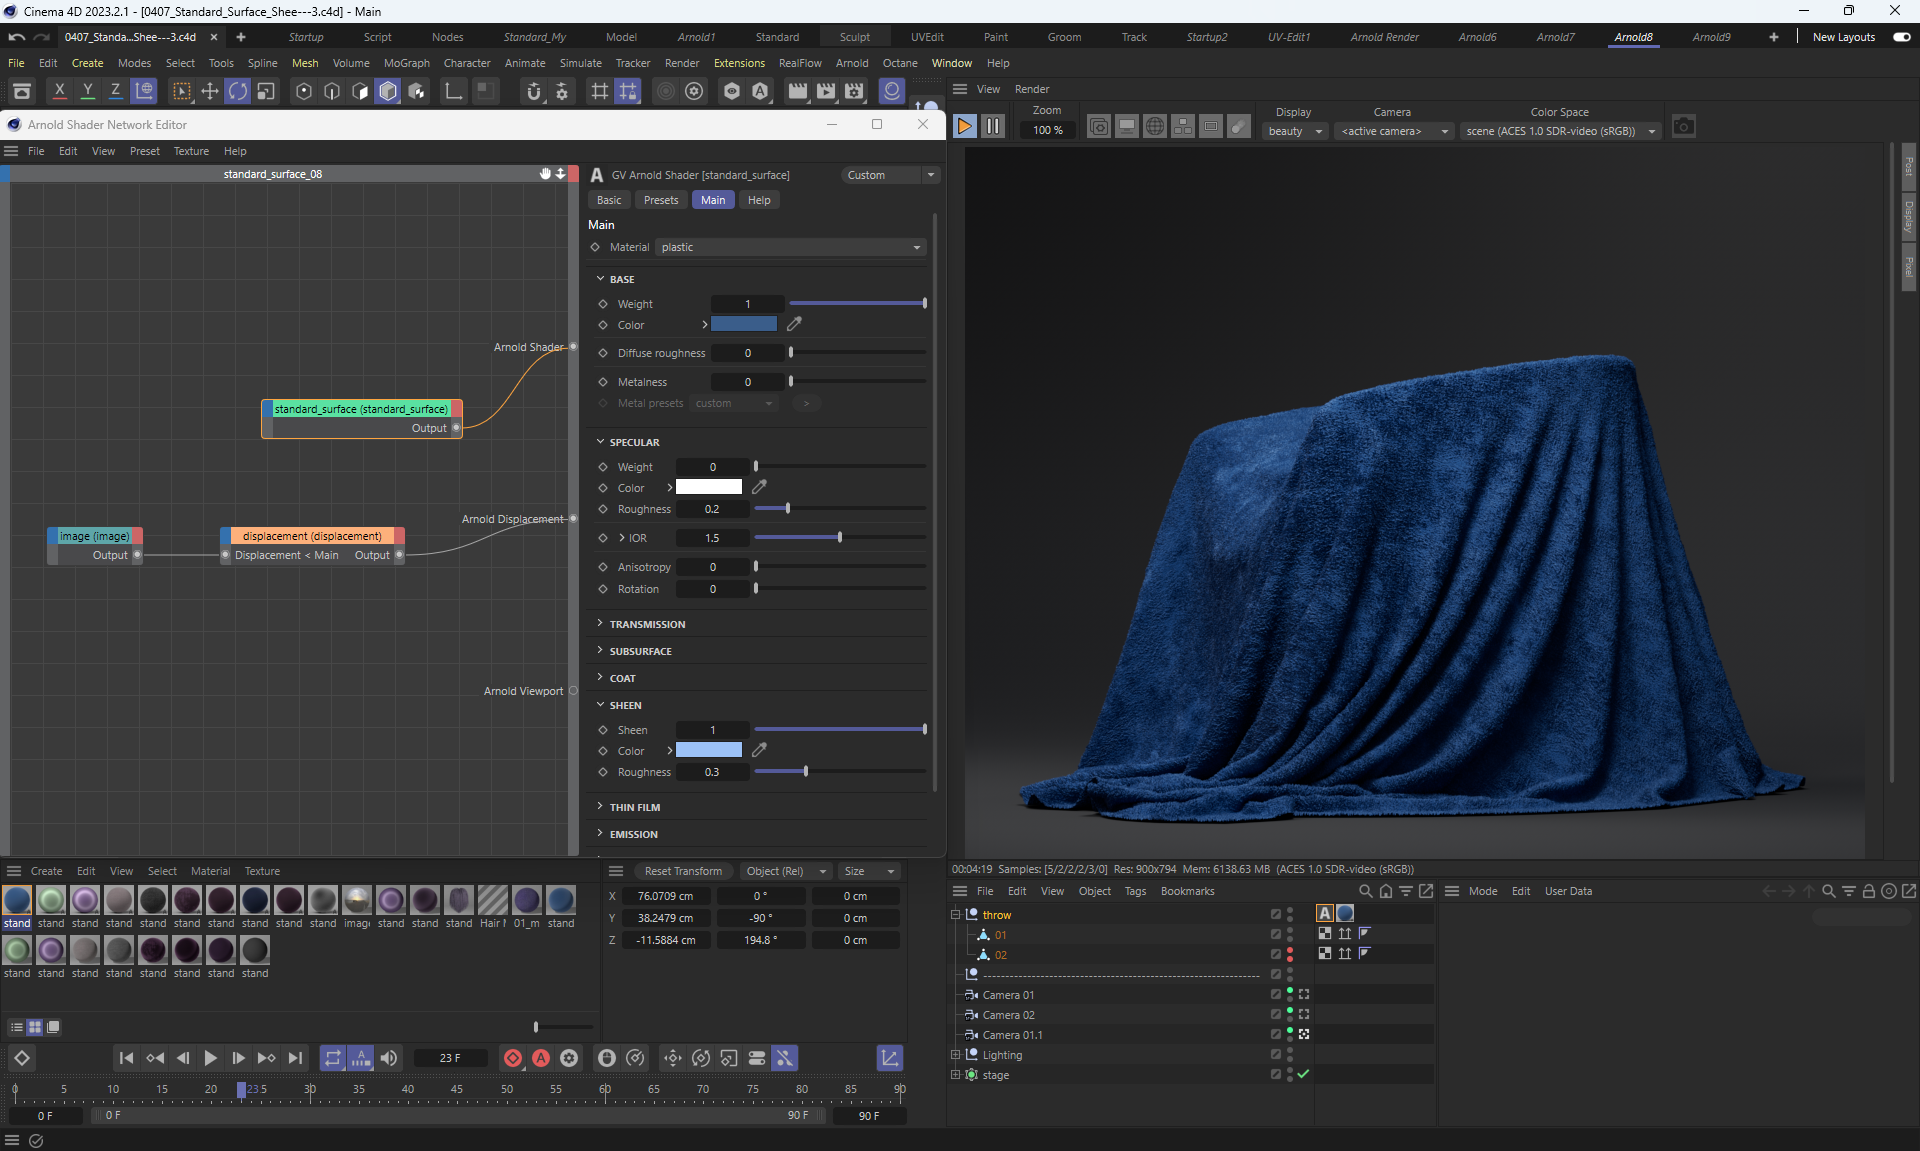 Cinema 4D 2023.2.1 - [0407_Standard_Surface_Shee---3.c4d] - Main
0407_Standa...Shee---3.c4d × + Startup Script Nodes Standard_My Model Arnold1 Standard Sculpt UVEdit Paint Groom Track Startup2 UV-Edit1 Arnold Render Arnold6 Arnold7 Arnold8 Arnold9 + New Layouts
File Edit Create Modes Select Tools Spline Mesh Volume MoGraph Character Animate Simulate Tracker Render Extensions RealFlow Arnold Octane Window Help
X Y Z
View Render
Zoom Display Camera Color Space
100 % beauty <active camera> scene (ACES 1.0 SDR-video (sRGB))
Arnold Shader Network Editor
File Edit View Preset Texture Help
standard_surface_08
Arnold Shader
standard_surface (standard_surface)
Output
Arnold Displacement
image (image)
Output
displacement (displacement)
Displacement < Main Output
Arnold Viewport
A GV Arnold Shader [standard_surface] Custom
Basic Presets Main Help
Main
Material plastic
BASE
Weight 1
Color
Diffuse roughness 0
Metalness 0
Metal presets custom >
SPECULAR
Weight 0
Color
Roughness 0.2
IOR 1.5
Anisotropy 0
Rotation 0
TRANSMISSION
SUBSURFACE
COAT
SHEEN
Sheen 1
Color
Roughness 0.3
THIN FILM
EMISSION
Post
Display
Pixel
00:04:19 Samples: [5/2/2/2/3/0] Res: 900x794 Mem: 6138.63 MB (ACES 1.0 SDR-video (sRGB))
Create Edit View Select Material Texture
stand stand stand stand stand stand stand stand stand stand image stand stand stand Hair 01_m stand
stand stand stand stand stand stand stand stand
Reset Transform Object (Rel) Size
X 76.0709 cm 0 ° 0 cm
Y 38.2479 cm -90 ° 0 cm
Z -11.5884 cm 194.8 ° 0 cm
File Edit View Object Tags Bookmarks
throw
01
02
Camera 01
Camera 02
Camera 01.1
Lighting
stage
Mode Edit User Data
23 F
0 5 10 15 20 23.5 30 35 40 45 50 55 60 65 70 75 80 85 90
0 F 0 F 90 F 90 F